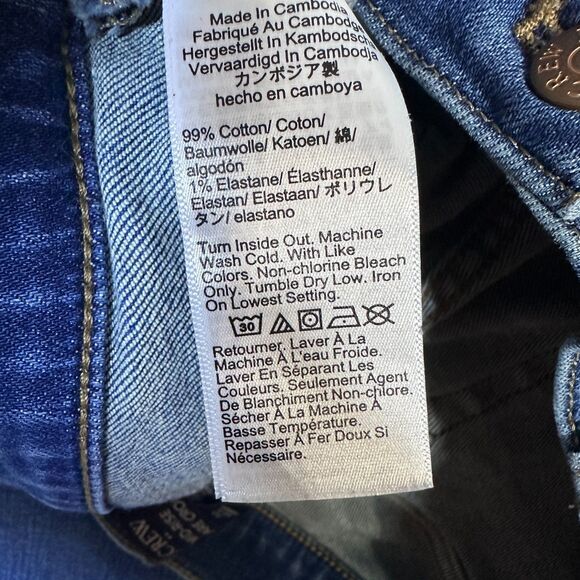 Made In Cambodia
Fabriqué Au Cambodge
Hergestellt In Kambodscha
Vervaardigd In Cambodja
カンボジア製
hecho en camboya
99% Cotton/ Coton/
Baumwolle/ Katoen/ 綿/
algodón
1% Elastane/ Élasthanne/
Elastan/ Elastaan/ ポリウレ
タン/ elastano
Turn Inside Out. Machine
Wash Cold. With Like
Colors. Non-chlorine Bleach
Only. Tumble Dry Low. Iron
On Lowest Setting.
30
Retourner. Laver À La
Machine À L'eau Froide.
Laver En Séparant Les
Couleurs. Seulement Agent
De Blanchiment Non-chlore.
Sécher À La Machine À
Basse Température.
Repasser À Fer Doux Si
Nécessaire.
CREW
CREW